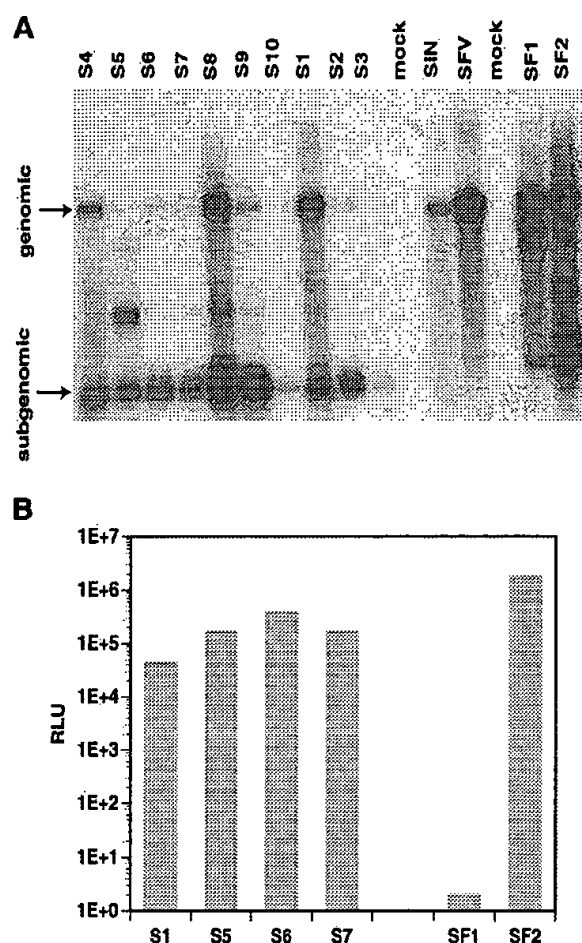 A
S4 S5 S6 S7 S8 S9 S10 S1 S2 S3 mock SIN SFV mock SF1 SF2
genomic
subgenomic
B
1E+7
1E+6
1E+5
1E+4
1E+3
1E+2
1E+1
1E+0
RLU
S1 S5 S6 S7 SF1 SF2